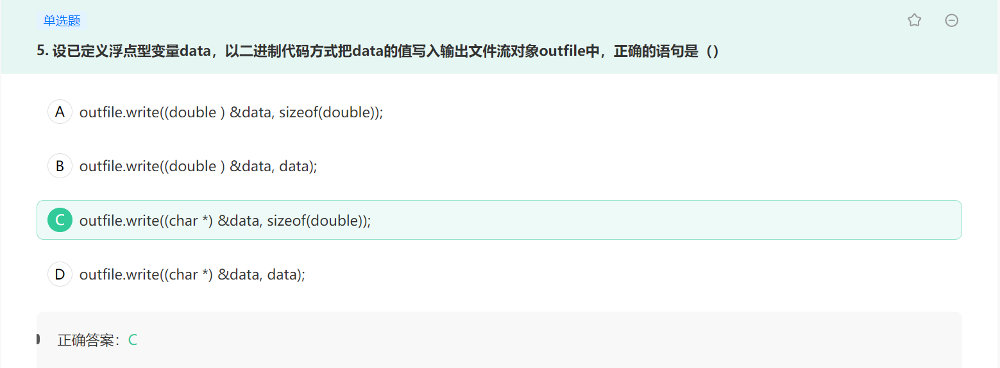 单选题
5. 设已定义浮点型变量data，以二进制代码方式把data的值写入输出文件流对象outfile中，正确的语句是（）
A outfile.write((double ) &data, sizeof(double));
B outfile.write((double ) &data, data);
C outfile.write((char *) &data, sizeof(double));
D outfile.write((char *) &data, data);
正确答案：C